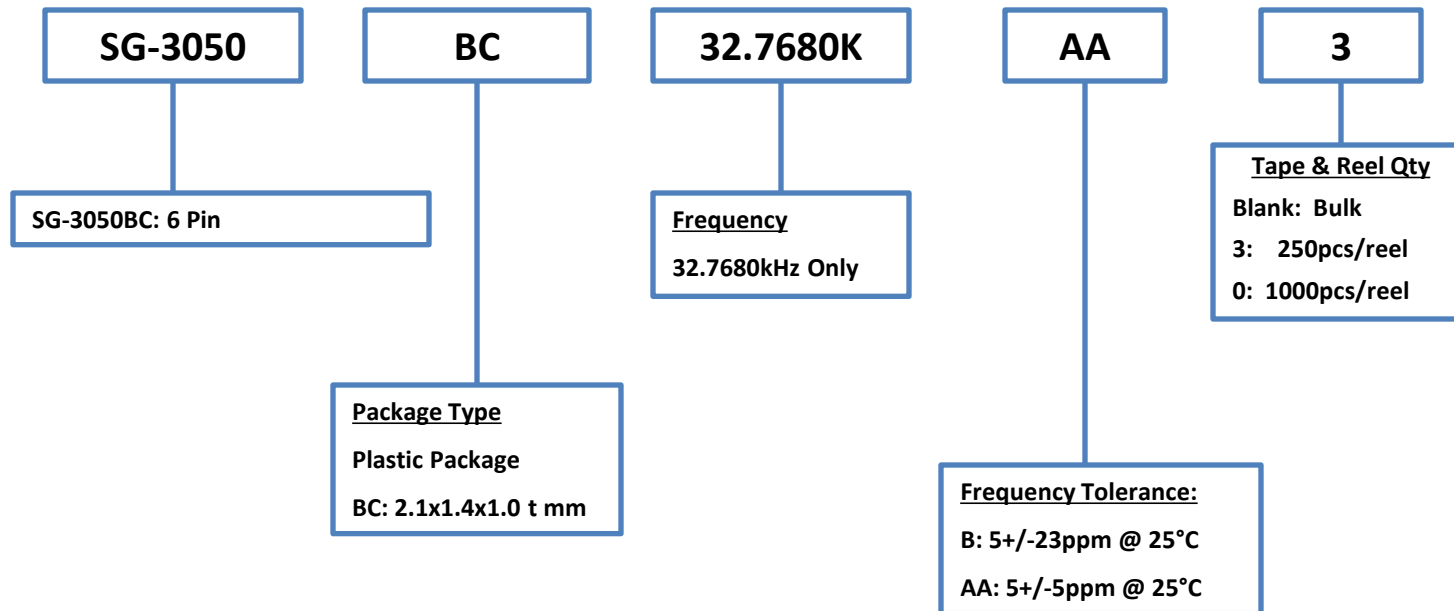 SG-3050
BC
32.7680K
AA
3
SG-3050BC: 6 Pin
Package Type
Plastic Package
BC: 2.1x1.4x1.0 t mm
Frequency
32.7680kHz Only
Frequency Tolerance:
B: 5+/-23ppm @ 25°C
AA: 5+/-5ppm @ 25°C
Tape & Reel Qty
Blank: Bulk
3: 250pcs/reel
0: 1000pcs/reel